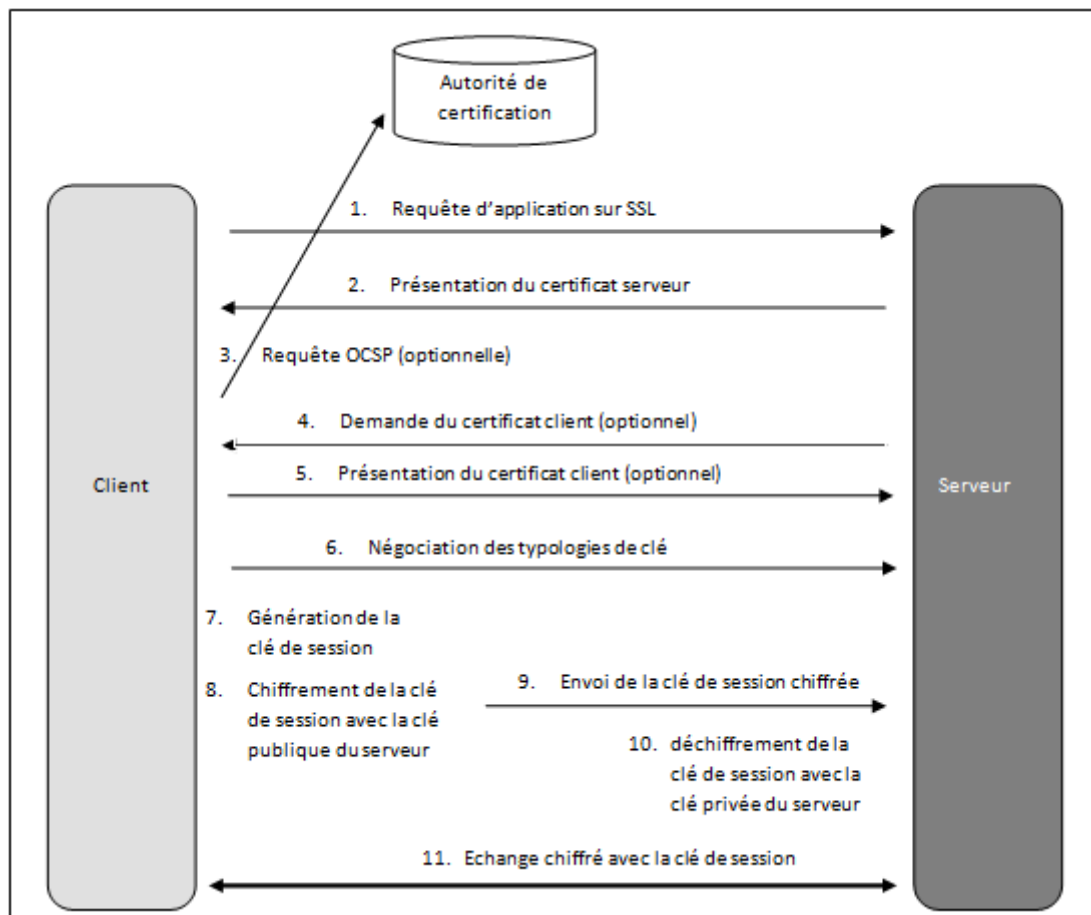 Autorité de
certification
1. Requête d'application sur SSL
2. Présentation du certificat serveur
3. Requête OCSP (optionnelle)
4. Demande du certificat client (optionnel)
5. Présentation du certificat client (optionnel)
Client
Serveur
6. Négociation des typologies de clé
7. Génération de la
clé de session
8. Chiffrement de la clé
de session avec la clé
publique du serveur
9. Envoi de la clé de session chiffrée
10. déchiffrement de la
clé de session avec la
clé privée du serveur
11. Echange chiffré avec la clé de session